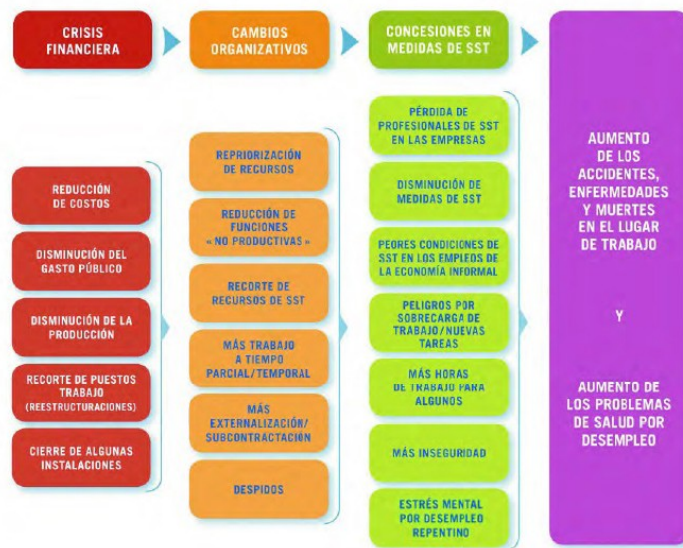 CRISIS
FINANCIERA
CAMBIOS
ORGANIZATIVOS
CONCESIONES EN
MEDIDAS DE SST
REDUCCIÓN
DE COSTOS
DISMINUCIÓN DEL
GASTO PÚBLICO
DISMINUCIÓN DE LA
PRODUCCIÓN
RECORTE DE PUESTOS
TRABAJO
(REESTRUCTURACIONES)
CIERRE DE ALGUNAS
INSTALACIONES
REPRIORIZACIÓN
DE RECURSOS
REDUCCIÓN DE
FUNCIONES
«NO PRODUCTIVAS»
RECORTE DE
RECURSOS DE SST
MÁS TRABAJO
A TIEMPO
PARCIAL/TEMPORAL
MÁS
EXTERNALIZACIÓN/
SUBCONTRACTACIÓN
DESPIDOS
PÉRDIDA DE
PROFESIONALES DE SST
EN LAS EMPRESAS
DISMINUCIÓN DE
MEDIDAS DE SST
PEORES CONDICIONES DE
SST EN LOS EMPLEOS DE
LA ECONOMÍA INFORMAL
PELIGROS POR
SOBRECARGA DE
TRABAJO/NUEVAS
TAREAS
MÁS HORAS
DE TRABAJO PARA
ALGUNOS
MÁS INSEGURIDAD
ESTRÉS MENTAL
POR DESEMPLEO
REPENTINO
AUMENTO
DE LOS
ACCIDENTES,
ENFERMEDADES
Y MUERTES
EN EL LUGAR
DE TRABAJO
Y
AUMENTO DE
LOS PROBLEMAS
DE SALUD POR
DESEMPLEO